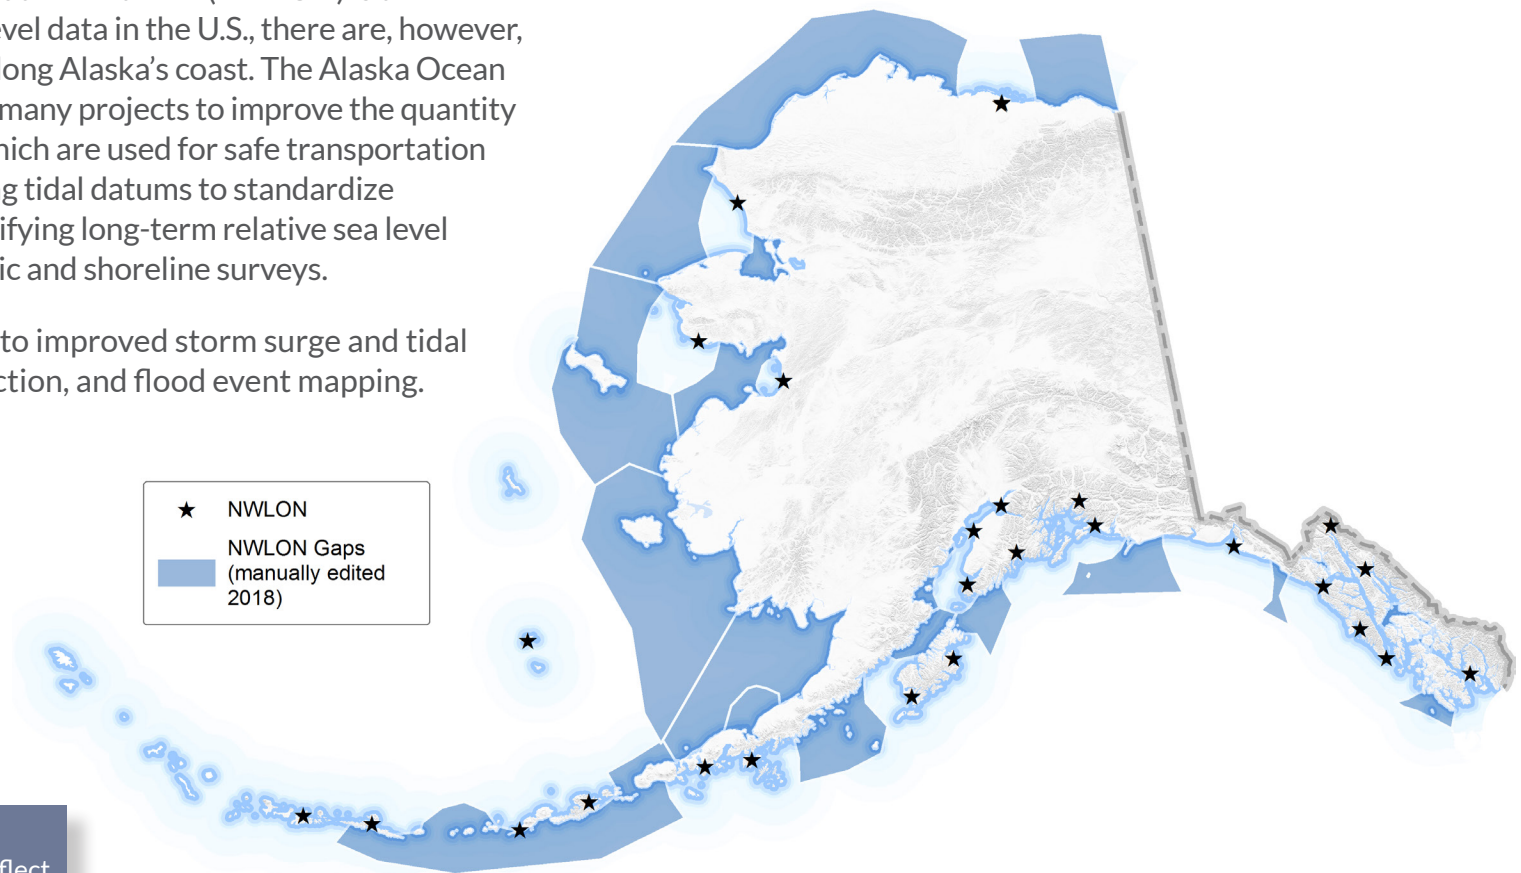 evel data in the U.S., there are, however,
long Alaska's coast. The Alaska Ocean
many projects to improve the quantity
hich are used for safe transportation
g tidal datums to standardize
ifying long-term relative sea level
ic and shoreline surveys.
to improved storm surge and tidal
ction, and flood event mapping.
NWLON
NWLON Gaps
(manually edited
2018)
flect